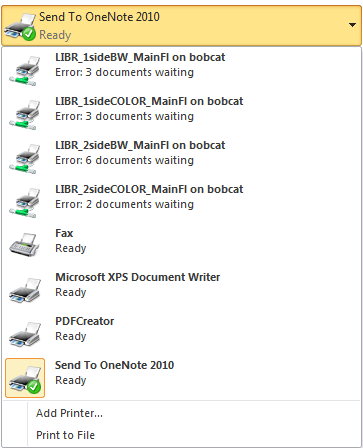 Send To OneNote 2010
Ready
LIBR_1sideBW_MainFl on bobcat
Error: 3 documents waiting
LIBR_1sideCOLOR_MainFl on bobcat
Error: 3 documents waiting
LIBR_2sideBW_MainFl on bobcat
Error: 6 documents waiting
LIBR_2sideCOLOR_MainFl on bobcat
Error: 2 documents waiting
Fax
Ready
Microsoft XPS Document Writer
Ready
PDFCreator
Ready
Send To OneNote 2010
Ready
Add Printer...
Print to File